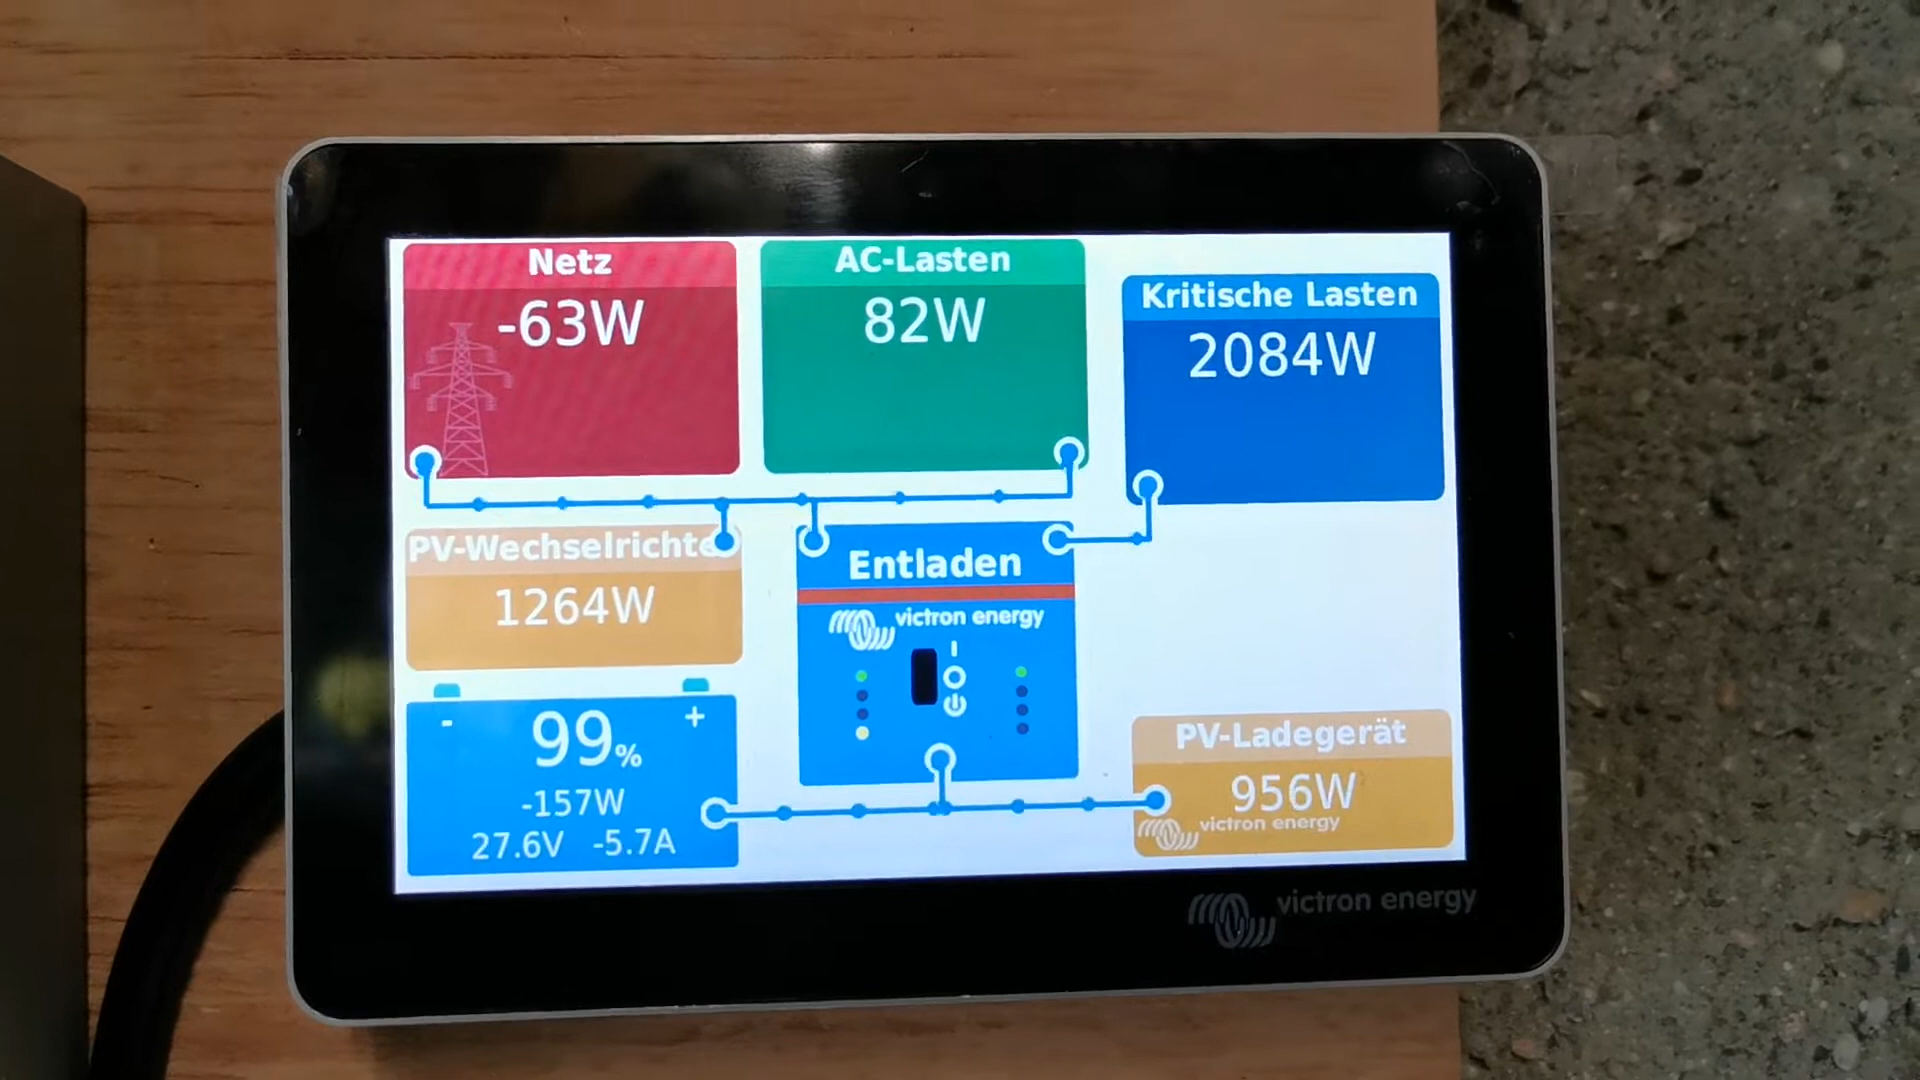 Netz
-63W
AC-Lasten
82W
Kritische Lasten
2084W
PV-Wechselrichte
1264W
Entladen
victron energy
- 99% +
-157W
27.6V -5.7A
PV-Ladegerät
956W
victron energy
victron energy